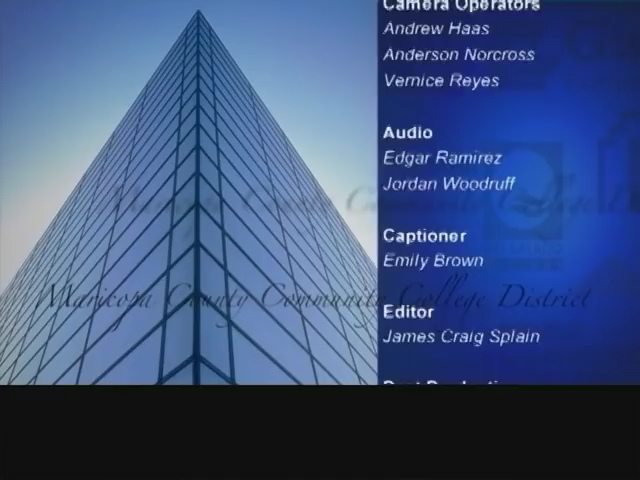 Camera Operators
Andrew Haas
Anderson Norcross
Vernice Reyes
Audio
Edgar Ramirez
Jordan Woodruff
Captioner
Emily Brown
Maricopa County Community College District
Editor
James Craig Splain